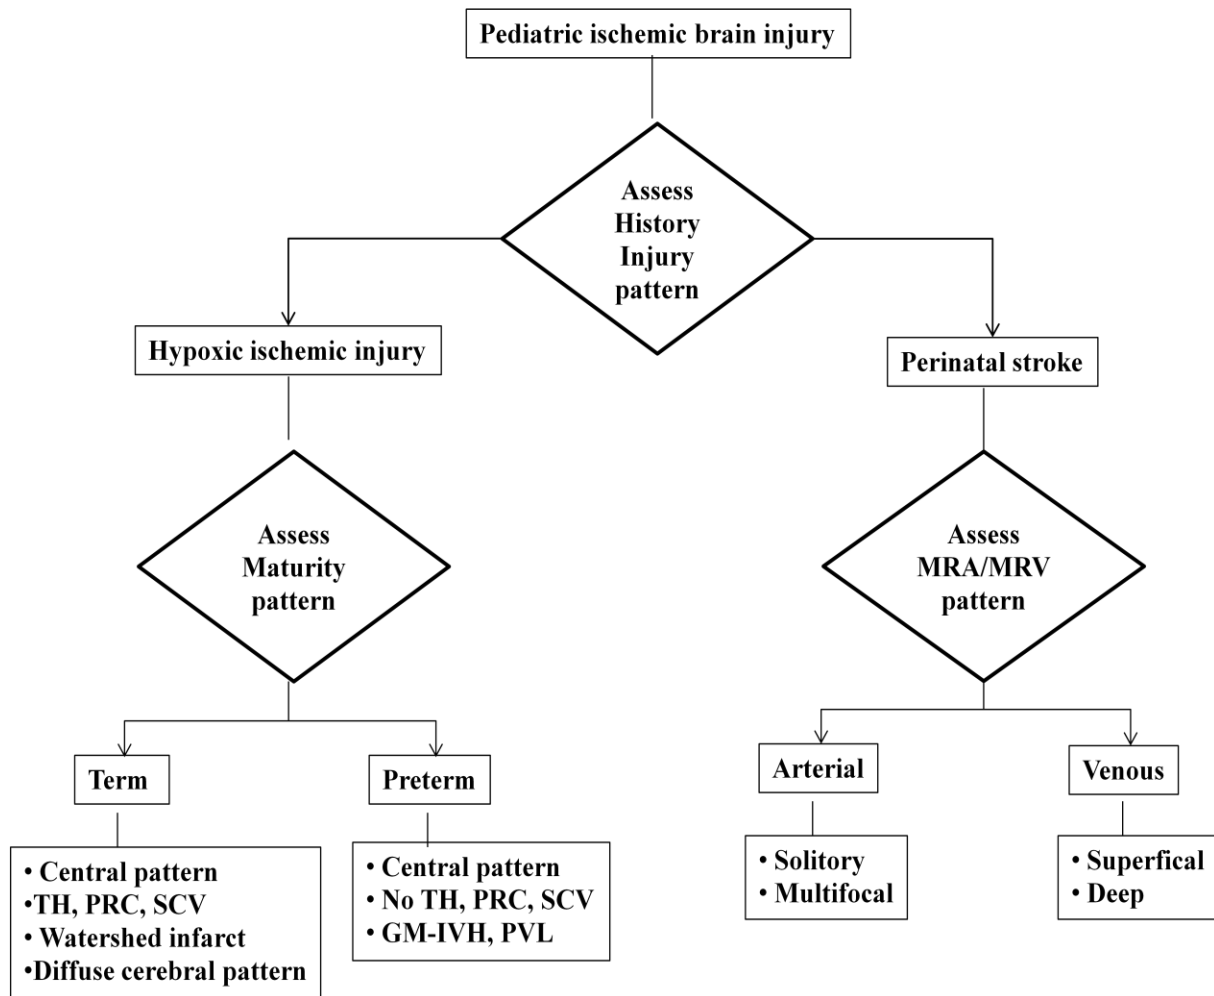 Pediatric ischemic brain injury
Assess
History
Injury
pattern
Hypoxic ischemic injury
Perinatal stroke
Assess
Maturity
pattern
Assess
MRA/MRV
pattern
Term
Preterm
Arterial
Venous
• Central pattern
•TH, PRC, SCV
• Watershed infarct
•Diffuse cerebral pattern
• Central pattern
• No TH, PRC, SCV
• GM-IVH, PVL
• Solitory
• Multifocal
• Superfical
• Deep